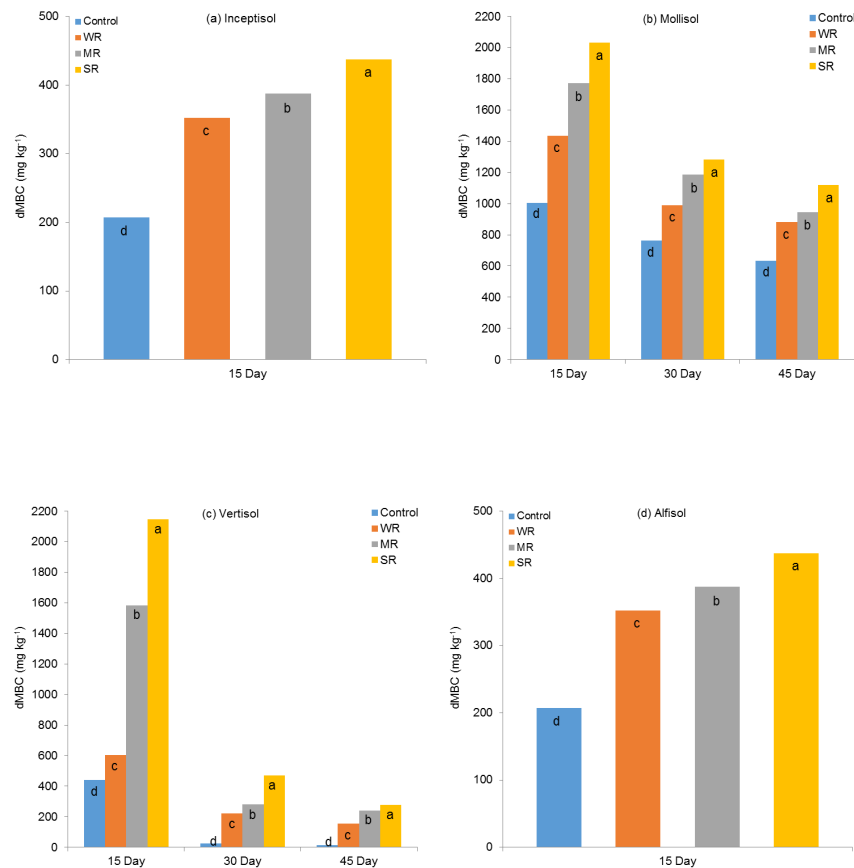 (a) Inceptisol
Control
WR
MR
SR
dMBC (mg kg⁻¹)
500
400
300
200
100
0
d
c
b
a
15 Day
(b) Mollisol
Control
WR
MR
SR
dMBC (mg kg⁻¹)
2200
2000
1800
1600
1400
1200
1000
800
600
400
200
0
d
c
b
a
d
c
b
a
d
c
b
a
15 Day 30 Day 45 Day
(c) Vertisol
Control
WR
MR
SR
dMBC (mg kg⁻¹)
2200
2000
1800
1600
1400
1200
1000
800
600
400
200
0
d
c
b
a
d
c
b
a
d
c
b
a
15 Day 30 Day 45 Day
(d) Alfisol
Control
WR
MR
SR
dMBC (mg kg⁻¹)
500
400
300
200
100
0
d
c
b
a
15 Day